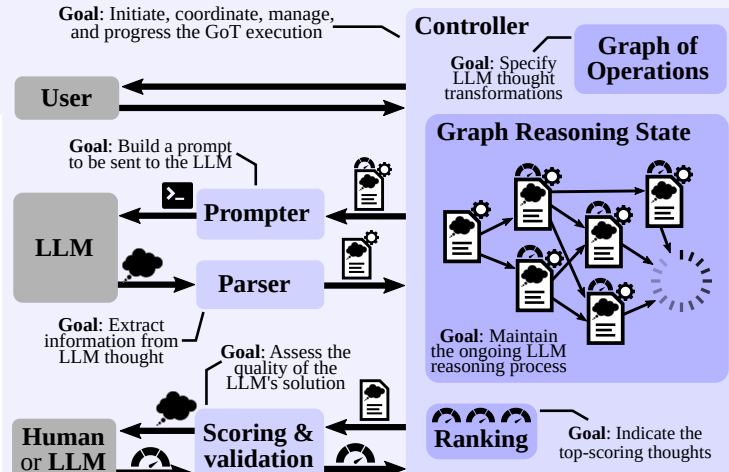 Goal: Initiate, coordinate, manage,
and progress the GoT execution
Controller
Goal: Specify
LLM thought
transformations
Graph of
Operations
User
Goal: Build a prompt
to be sent to the LLM
Graph Reasoning State
LLM
Prompter
Parser
Goal: Extract
information from
LLM thought
Goal: Maintain
the ongoing LLM
reasoning process
Goal: Assess the
quality of the
LLM's solution
Human
or LLM
Scoring &
validation
Ranking
Goal: Indicate the
top-scoring thoughts